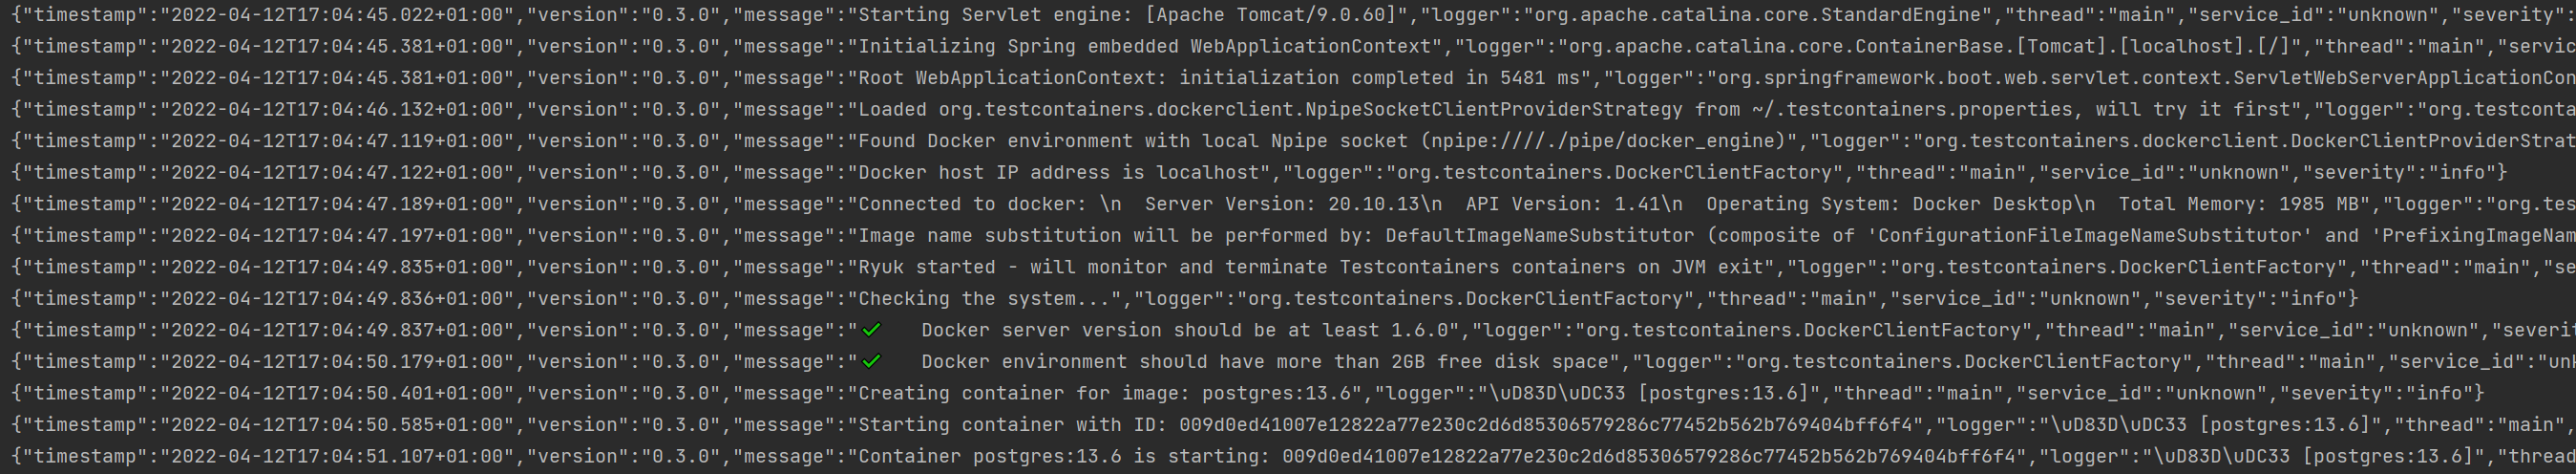 {"timestamp":"2022-04-12T17:04:45.022+01:00","version":"0.3.0","message":"Starting Servlet engine: [Apache Tomcat/9.0.60]","logger":"org.apache.catalina.core.StandardEngine","thread":"main","service_id":"unknown","severity":
{"timestamp":"2022-04-12T17:04:45.381+01:00","version":"0.3.0","message":"Initializing Spring embedded WebApplicationContext","logger":"org.apache.catalina.core.ContainerBase.[Tomcat].[localhost].[/]","thread":"main","servic
{"timestamp":"2022-04-12T17:04:45.381+01:00","version":"0.3.0","message":"Root WebApplicationContext: initialization completed in 5481 ms","logger":"org.springframework.boot.web.servlet.context.ServletWebServerApplicationCon
{"timestamp":"2022-04-12T17:04:46.132+01:00","version":"0.3.0","message":"Loaded org.testcontainers.dockerclient.NpipeSocketClientProviderStrategy from ~/.testcontainers.properties, will try it first","logger":"org.testconta
{"timestamp":"2022-04-12T17:04:47.119+01:00","version":"0.3.0","message":"Found Docker environment with local Npipe socket (npipe:////./pipe/docker_engine)","logger":"org.testcontainers.dockerclient.DockerClientProviderStrat
{"timestamp":"2022-04-12T17:04:47.122+01:00","version":"0.3.0","message":"Docker host IP address is localhost","logger":"org.testcontainers.DockerClientFactory","thread":"main","service_id":"unknown","severity":"info"}
{"timestamp":"2022-04-12T17:04:47.189+01:00","version":"0.3.0","message":"Connected to docker: \n  Server Version: 20.10.13\n  API Version: 1.41\n  Operating System: Docker Desktop\n  Total Memory: 1985 MB","logger":"org.tes
{"timestamp":"2022-04-12T17:04:47.197+01:00","version":"0.3.0","message":"Image name substitution will be performed by: DefaultImageNameSubstitutor (composite of 'ConfigurationFileImageNameSubstitutor' and 'PrefixingImageNam
{"timestamp":"2022-04-12T17:04:49.835+01:00","version":"0.3.0","message":"Ryuk started - will monitor and terminate Testcontainers containers on JVM exit","logger":"org.testcontainers.DockerClientFactory","thread":"main","se
{"timestamp":"2022-04-12T17:04:49.836+01:00","version":"0.3.0","message":"Checking the system...","logger":"org.testcontainers.DockerClientFactory","thread":"main","service_id":"unknown","severity":"info"}
{"timestamp":"2022-04-12T17:04:49.837+01:00","version":"0.3.0","message":"✔   Docker server version should be at least 1.6.0","logger":"org.testcontainers.DockerClientFactory","thread":"main","service_id":"unknown","severit
{"timestamp":"2022-04-12T17:04:50.179+01:00","version":"0.3.0","message":"✔   Docker environment should have more than 2GB free disk space","logger":"org.testcontainers.DockerClientFactory","thread":"main","service_id":"unk
{"timestamp":"2022-04-12T17:04:50.401+01:00","version":"0.3.0","message":"Creating container for image: postgres:13.6","logger":"\uD83D\uDC33 [postgres:13.6]","thread":"main","service_id":"unknown","severity":"info"}
{"timestamp":"2022-04-12T17:04:50.585+01:00","version":"0.3.0","message":"Starting container with ID: 009d0ed41007e12822a77e230c2d6d85306579286c77452b562b769404bff6f4","logger":"\uD83D\uDC33 [postgres:13.6]","thread":"main",
{"timestamp":"2022-04-12T17:04:51.107+01:00","version":"0.3.0","message":"Container postgres:13.6 is starting: 009d0ed41007e12822a77e230c2d6d85306579286c77452b562b769404bff6f4","logger":"\uD83D\uDC33 [postgres:13.6]","thread